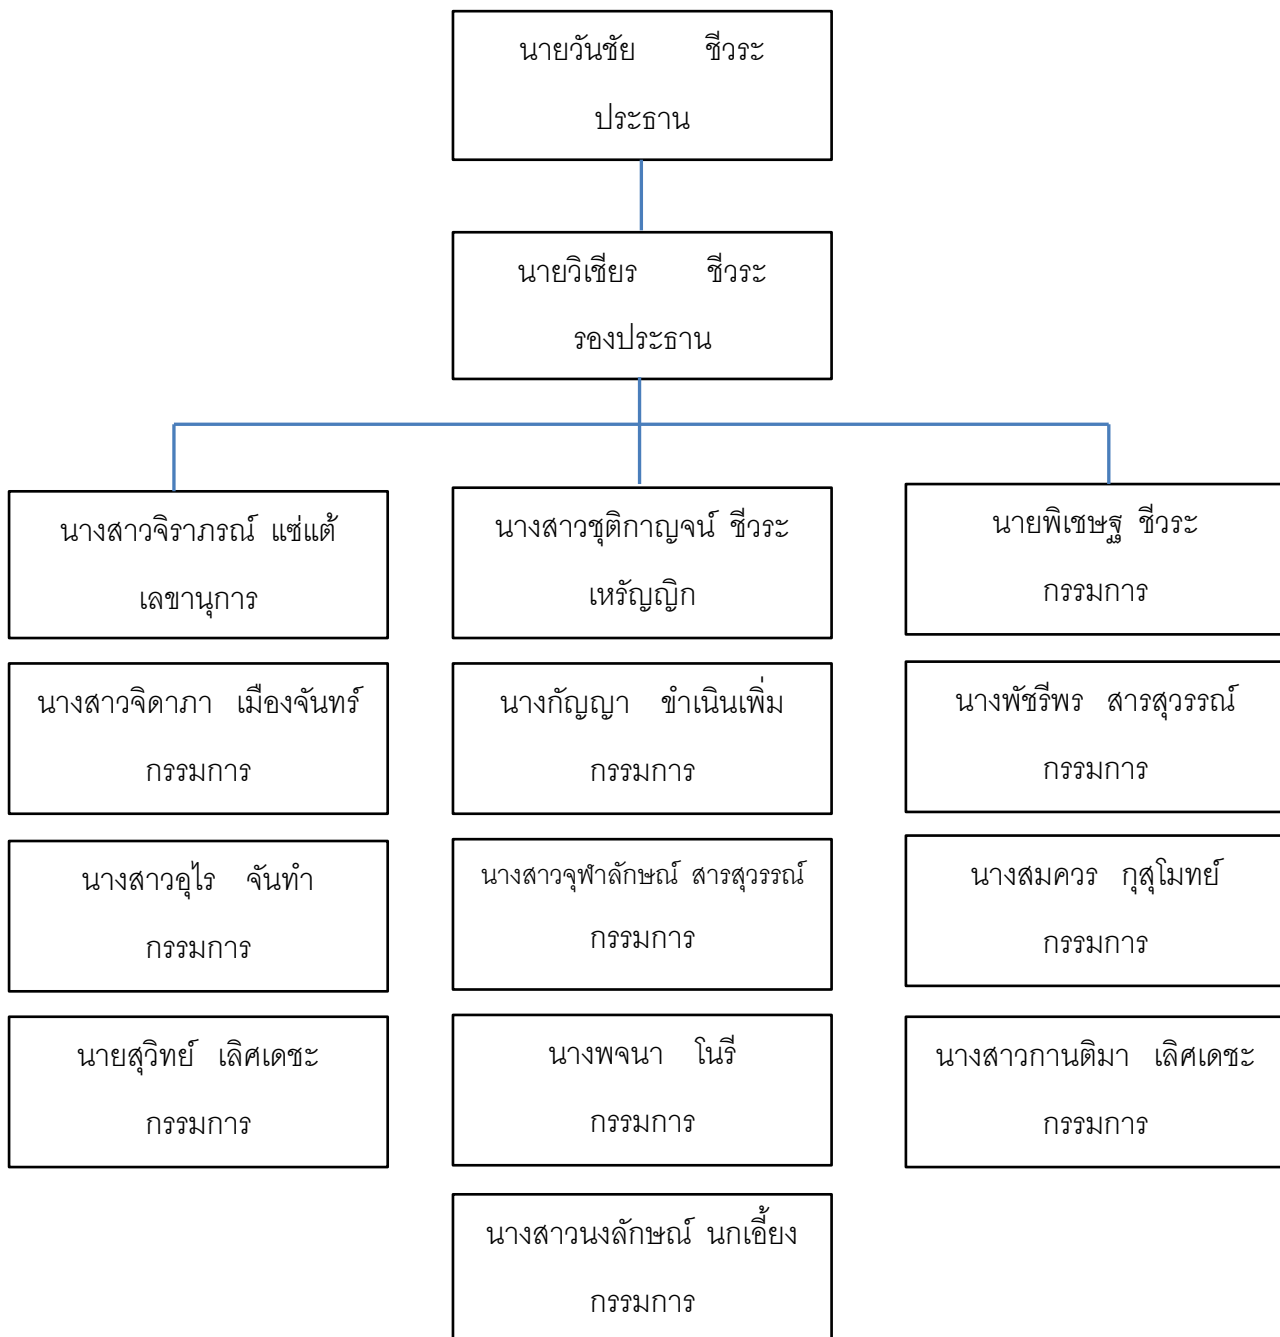 นายวันชัย ชีวระ
ประธาน
นายวิเชียร ชีวระ
รองประธาน
นางสาวจิราภรณ์ แซ่แต้
เลขานุการ
นางสาวชุติกาญจน์ ชีวระ
เหรัญญิก
นายพิเชษฐ ชีวระ
กรรมการ
นางสาวจิดาภา เมืองจันทร์
กรรมการ
นางกัญญา ขำเนินเพิ่ม
กรรมการ
นางพัชรีพร สารสุวรรณ์
กรรมการ
นางสาวอุไร จันทำ
กรรมการ
นางสาวจุฬาลักษณ์ สารสุวรรณ์
กรรมการ
นางสมควร กุสุโมทย์
กรรมการ
นายสุวิทย์ เลิศเดชะ
กรรมการ
นางพจนา โนรี
กรรมการ
นางสาวกานติมา เลิศเดชะ
กรรมการ
นางสาวนงลักษณ์ นกเอี้ยง
กรรมการ